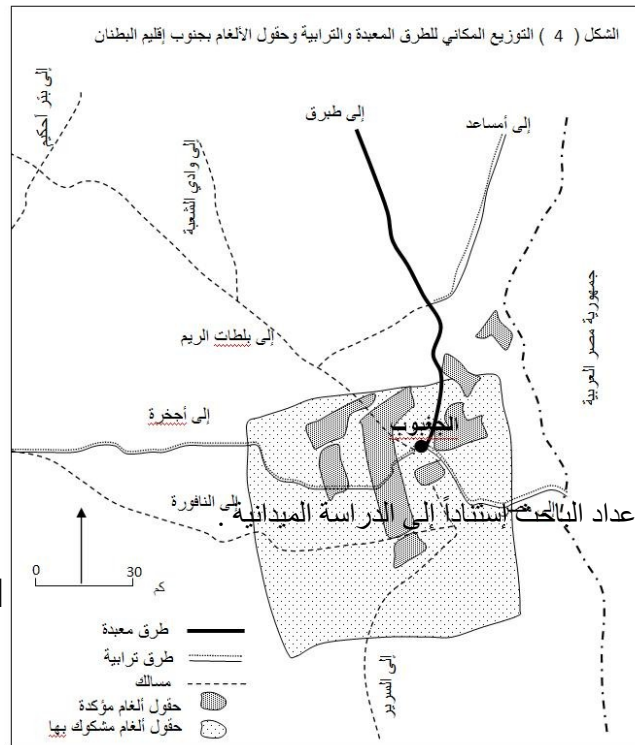 الشكل ( 4 ) التوزيع المكاني للطرق المعبدة والترابية وحقول الألغام بجنوب إقليم البطنان
إلى بئر أحكيم
إلى طبرق
إلى أمساعد
إلى وادي الشعبة
جمهورية مصر العربية
إلى بلطات الريم
إلى أجخرة
الجغبوب
إلى النافورة
عداد الباحث إستناداً إلى الدراسة الميدانية .
إلى السرير
0 30 كم
طرق معبدة
طرق ترابية
مسالك
حقول ألغام مؤكدة
حقول ألغام مشكوك بها